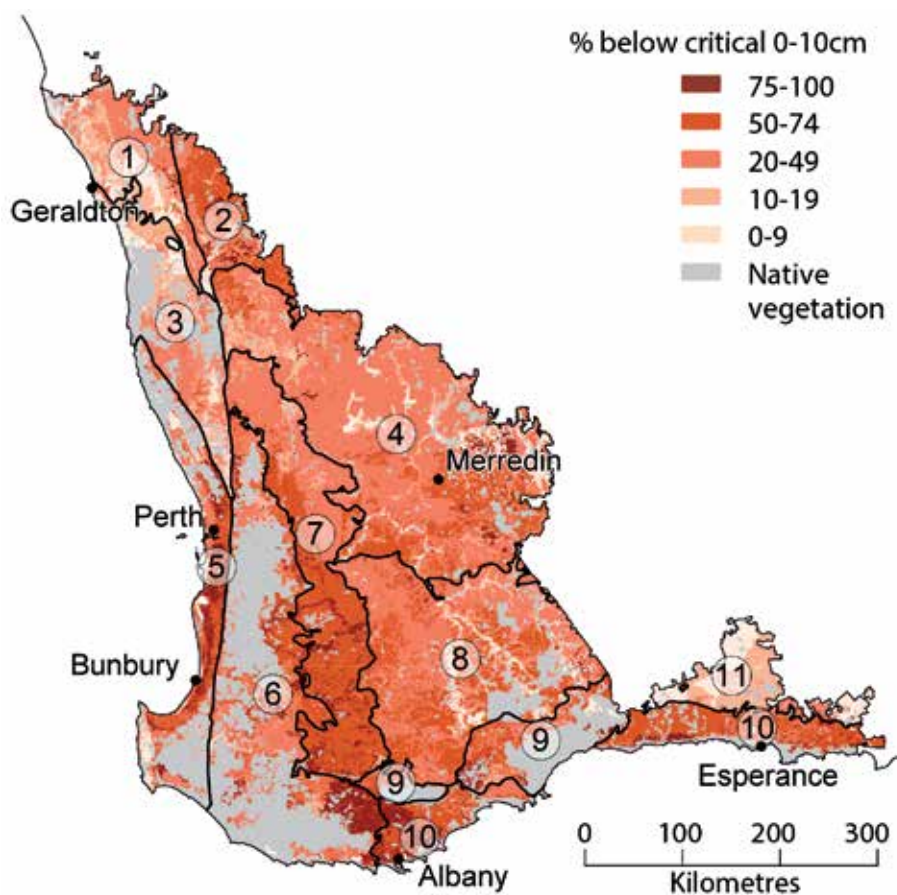 % below critical 0-10cm
75-100
50-74
20-49
10-19
0-9
Native
vegetation
1
Geraldton
2
3
4
Merredin
Perth
7
5
8
Bunbury
6
11
9
10
9
Esperance
10
Albany
0 100 200 300
Kilometres